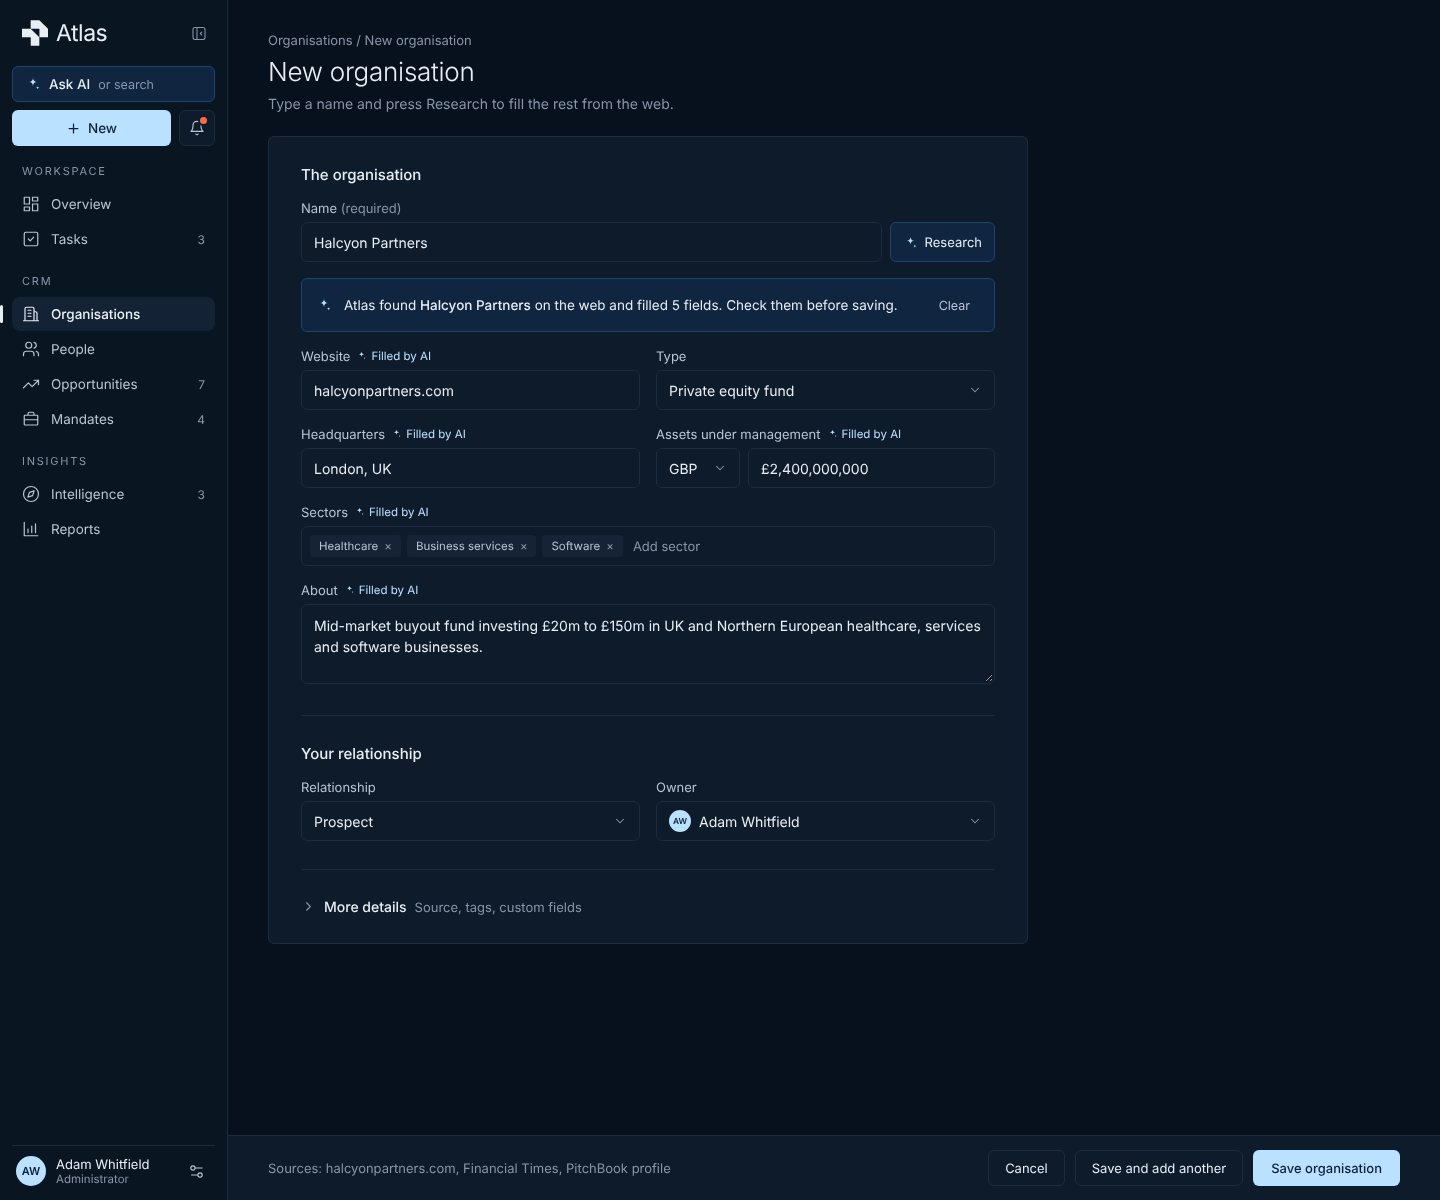 Atlas
Ask AI or search
New
WORKSPACE
Overview
Tasks 3
CRM
Organisations
People
Opportunities 7
Mandates 4
INSIGHTS
Intelligence 3
Reports
AW Adam Whitfield
Administrator
Organisations / New organisation
New organisation
Type a name and press Research to fill the rest from the web.
The organisation
Name (required)
Halcyon Partners
Research
Atlas found Halcyon Partners on the web and filled 5 fields. Check them before saving. Clear
Website Filled by AI
halcyonpartners.com
Type
Private equity fund
Headquarters Filled by AI
London, UK
Assets under management Filled by AI
GBP £2,400,000,000
Sectors Filled by AI
Healthcare × Business services × Software × Add sector
About Filled by AI
Mid-market buyout fund investing £20m to £150m in UK and Northern European healthcare, services
and software businesses.
Your relationship
Relationship
Prospect
Owner
AW Adam Whitfield
More details Source, tags, custom fields
Sources: halcyonpartners.com, Financial Times, PitchBook profile
Cancel
Save and add another
Save organisation